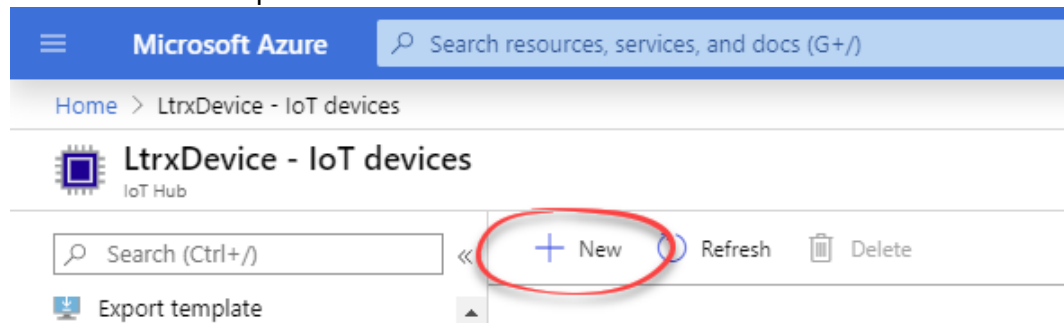 Microsoft Azure Search resources, services, and docs (G+/)
Home > LtrxDevice - IoT devices
LtrxDevice - IoT devices
IoT Hub
Search (Ctrl+/) « + New Refresh Delete
Export template